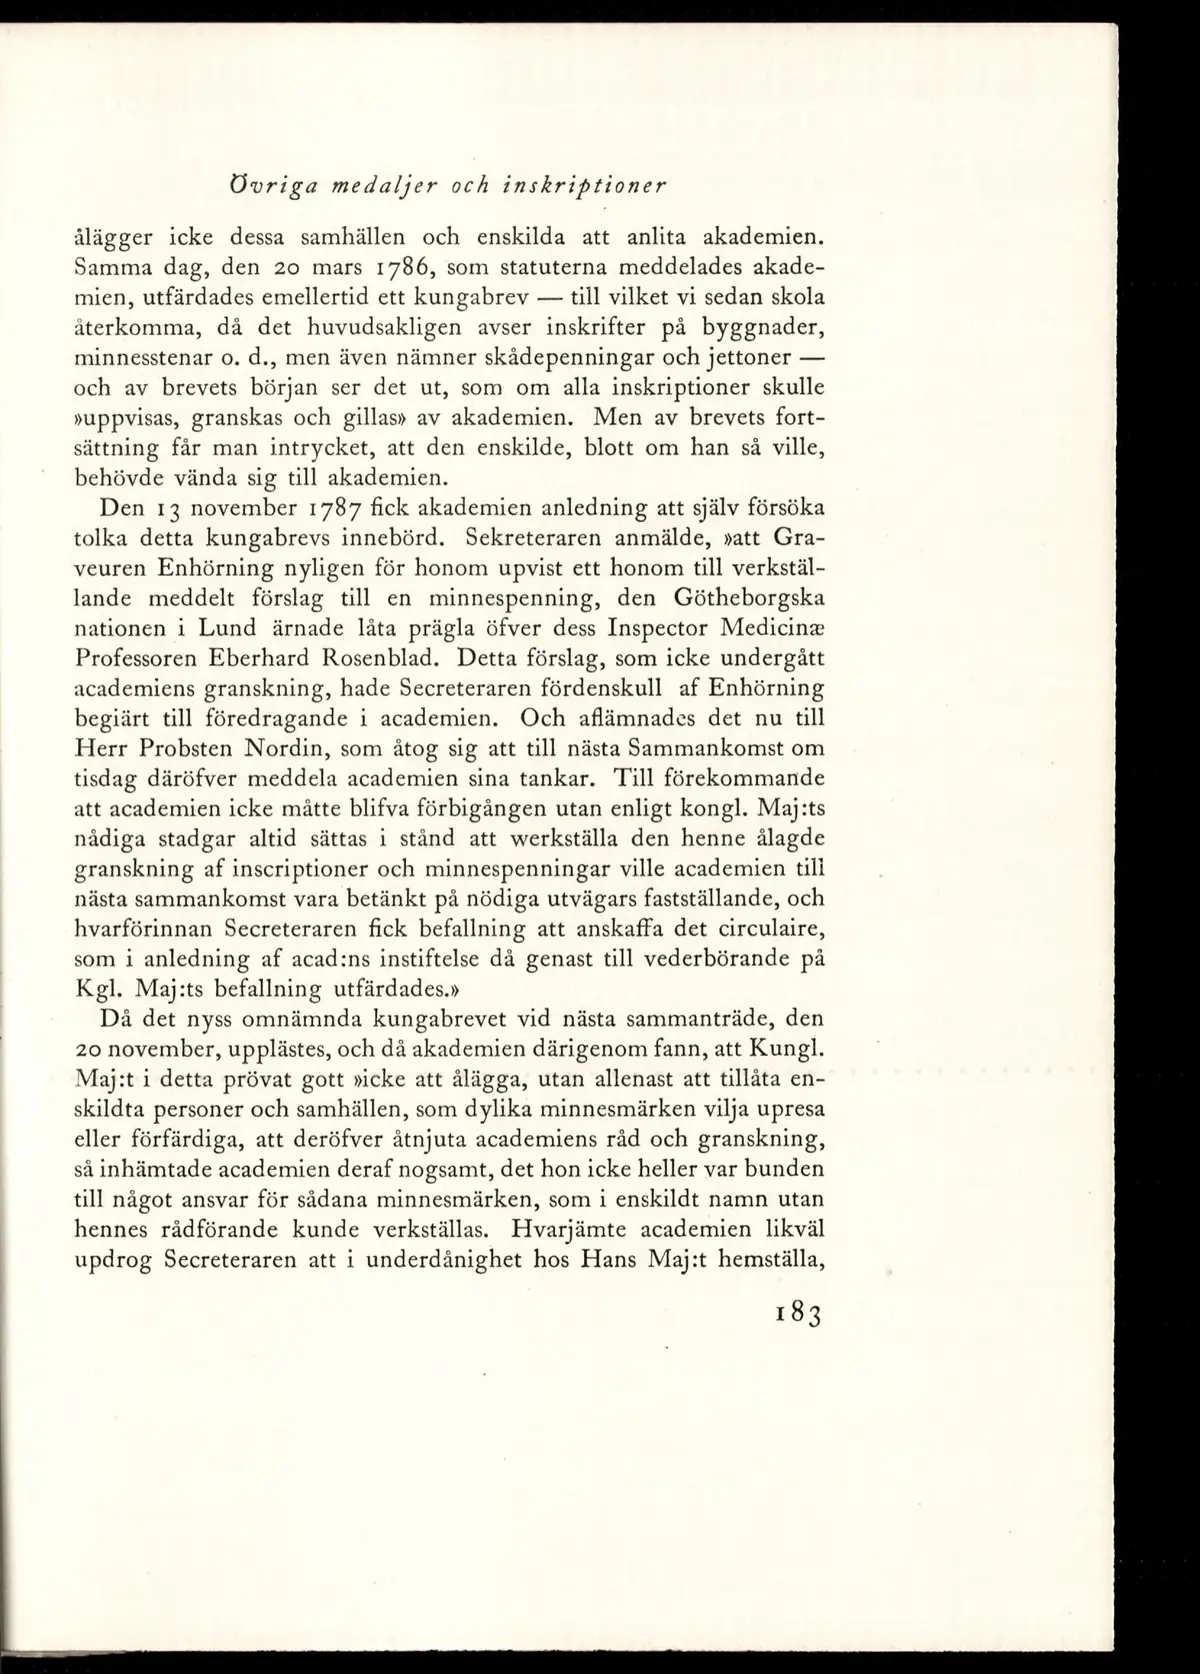 Övriga medaljer och inskriptioner
ålägger icke dessa samhällen och enskilda att anlita akademien.
Samma dag, den 20 mars 1786, som statuterna meddelades akade-
mien, utfärdades emellertid ett kungabrev — till vilket vi sedan skola
återkomma, då det huvudsakligen avser inskrifter på byggnader,
minnesstenar o. d., men även nämner skådepenningar och jettoner —
och av brevets början ser det ut, som om alla inskriptioner skulle
»uppvisas, granskas och gillas» av akademien. Men av brevets fort-
sättning får man intrycket, att den enskilde, blott om han så ville,
behövde vända sig till akademien.
Den 13 november 1787 fick akademien anledning att själv försöka
tolka detta kungabrevs innebörd. Sekreteraren anmälde, »att Gra-
veuren Enhörning nyligen för honom upvist ett honom till verkstäl-
lande meddelt förslag till en minnespenning, den Götheborgska
nationen i Lund ärnade låta prägla öfver dess Inspector Medicinæ
Professoren Eberhard Rosenblad. Detta förslag, som icke undergått
academiens granskning, hade Secreteraren fördenskull af Enhörning
begiärt till föredragande i academien. Och aflämnades det nu till
Herr Probsten Nordin, som åtog sig att till nästa Sammankomst om
tisdag däröfver meddela academien sina tankar. Till förekommande
att academien icke måtte blifva förbigången utan enligt kongl. Maj:ts
nådiga stadgar altid sättas i stånd att werkställa den henne ålagde
granskning af inscriptioner och minnespenningar ville academien till
nästa sammankomst vara betänkt på nödiga utvägars fastställande, och
hvarförinnan Secreteraren fick befallning att anskaffa det circulaire,
som i anledning af acad:ns instiftelse då genast till vederbörande på
Kgl. Maj:ts befallning utfärdades.»
Då det nyss omnämnda kungabrevet vid nästa sammanträde, den
20 november, upplästes, och då akademien därigenom fann, att Kungl.
Maj:t i detta prövat gott »icke att ålägga, utan allenast att tillåta en-
skildta personer och samhällen, som dylika minnesmärken vilja upresa
eller förfärdiga, att deröfver åtnjuta academiens råd och granskning,
så inhämtade academien deraf nogsamt, det hon icke heller var bunden
till något ansvar för sådana minnesmärken, som i enskildt namn utan
hennes rådförande kunde verkställas. Hvarjämte academien likväl
updrog Secreteraren att i underdånighet hos Hans Maj:t hemställa,
183